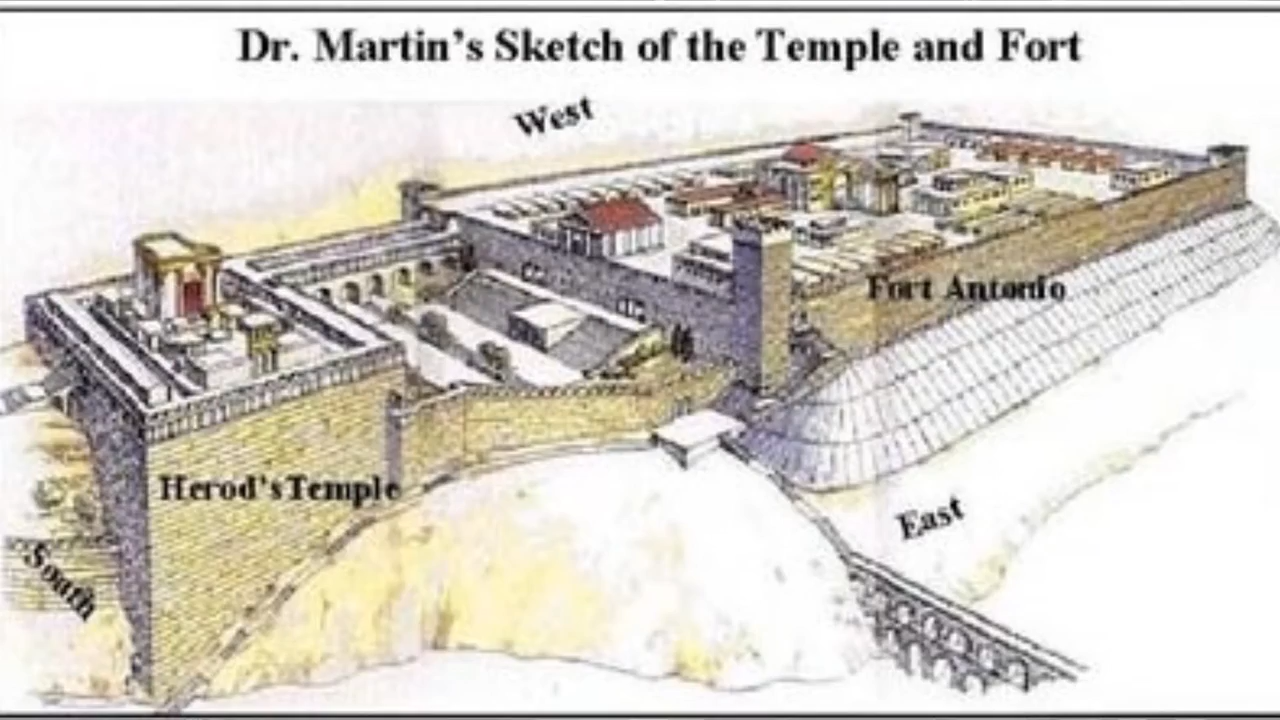 Dr. Martin's Sketch of the Temple and Fort
West
Fort Antonio
Herod's Temple
East
South